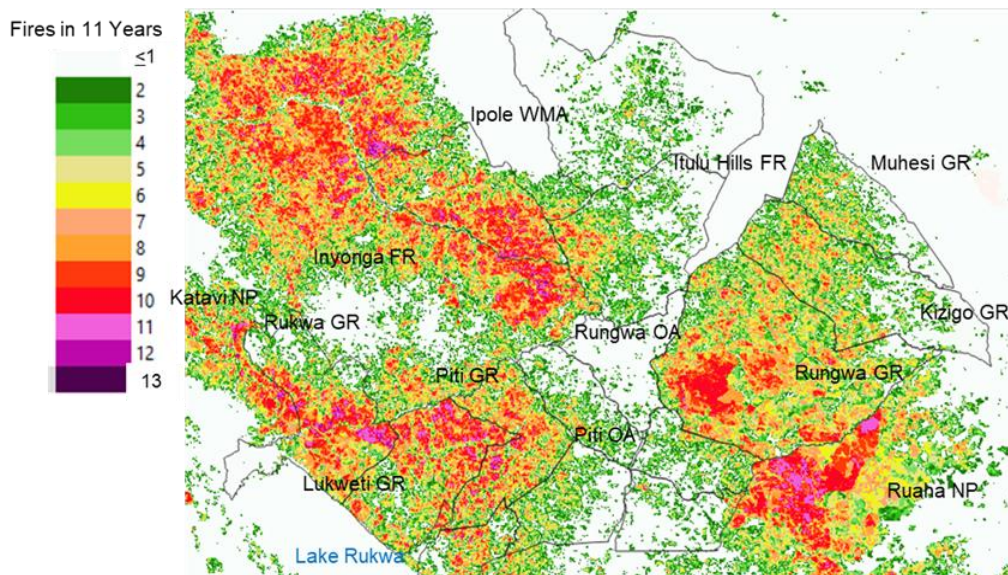 Fires in 11 Years
≤1
2
3
4
5
6
7
8
9
10
11
12
13
Ipole WMA
Itulu Hills FR
Muhesi GR
Inyonga FR
Katavi NP
Rukwa GR
Rungwa OA
Kizigo GR
Piti GR
Rungwa GR
Piti OA
Lukweti GR
Ruaha NP
Lake Rukwa